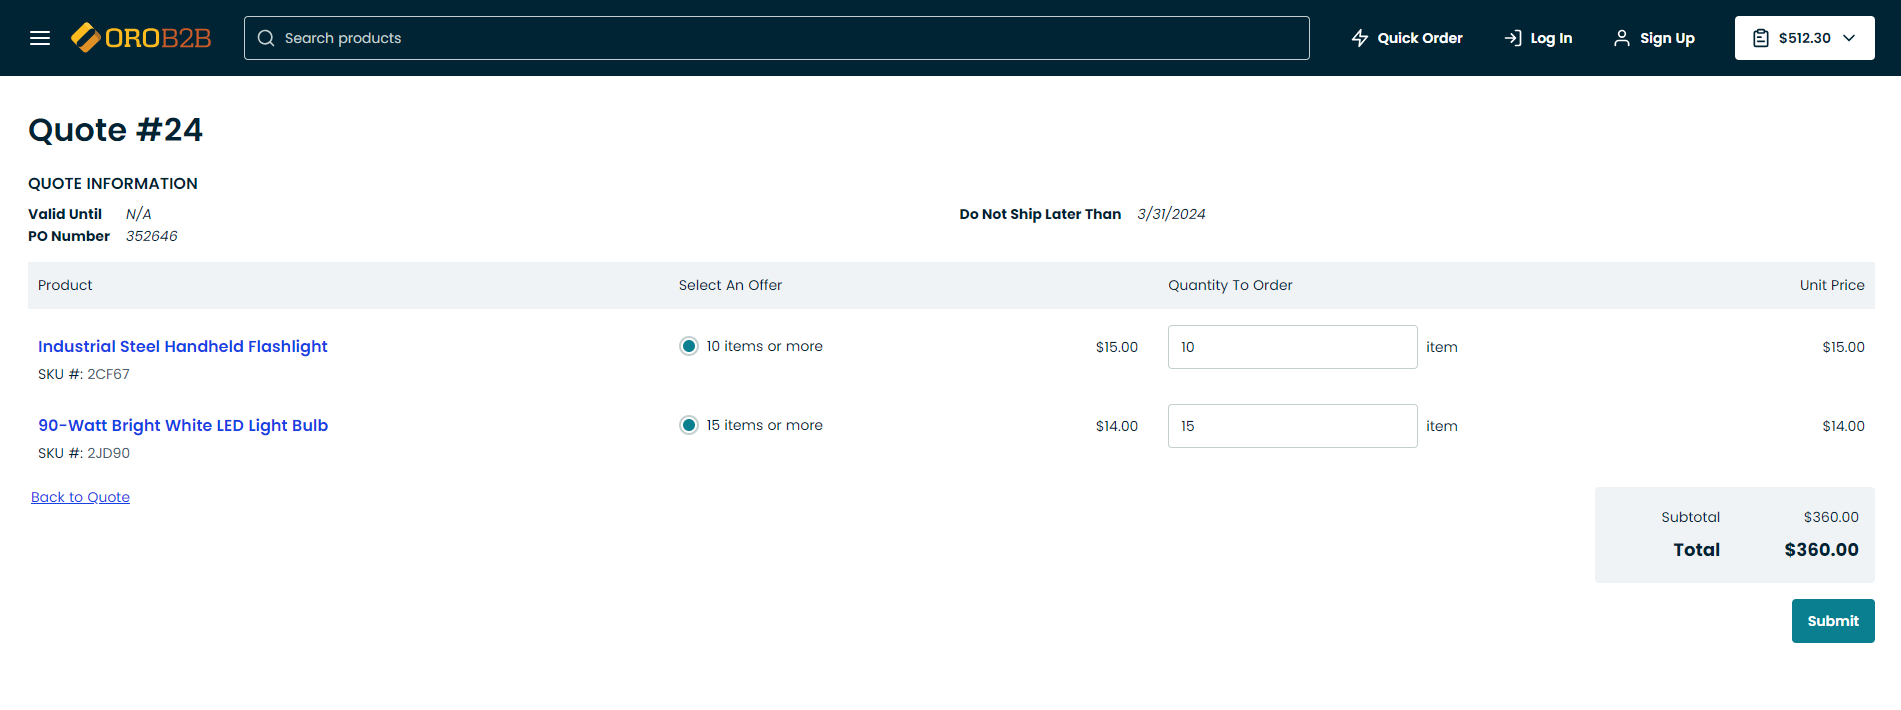 OROB2B
Search products
Quick Order
Log In
Sign Up
$512.30
Quote #24
QUOTE INFORMATION
Valid Until N/A
Do Not Ship Later Than 3/31/2024
PO Number 352646
Product Select An Offer Quantity To Order Unit Price
Industrial Steel Handheld Flashlight
10 items or more $15.00 10 item $15.00
SKU #: 2CF67
90-Watt Bright White LED Light Bulb
15 items or more $14.00 15 item $14.00
SKU #: 2JD90
Back to Quote
Subtotal $360.00
Total $360.00
Submit